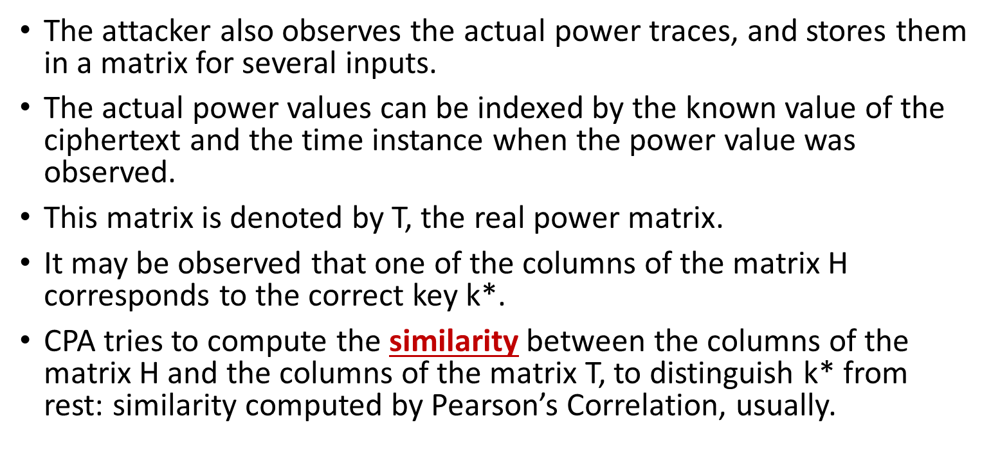 • The attacker also observes the actual power traces, and stores them
in a matrix for several inputs.
• The actual power values can be indexed by the known value of the
ciphertext and the time instance when the power value was
observed.
• This matrix is denoted by T, the real power matrix.
• It may be observed that one of the columns of the matrix H
corresponds to the correct key k*.
• CPA tries to compute the similarity between the columns of the
matrix H and the columns of the matrix T, to distinguish k* from
rest: similarity computed by Pearson’s Correlation, usually.